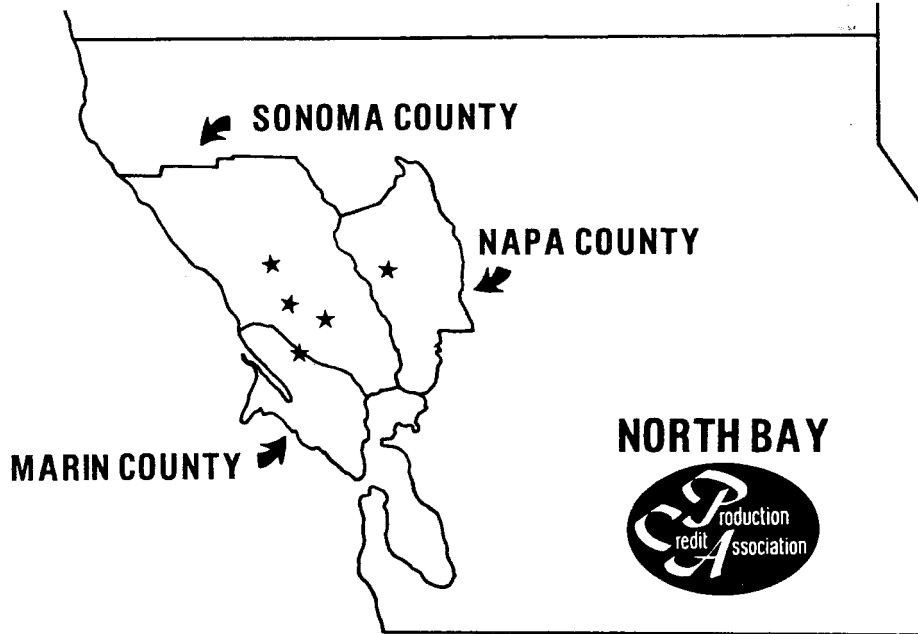 SONOMA COUNTY
NAPA COUNTY
MARIN COUNTY
NORTH BAY
Production
Credit Association